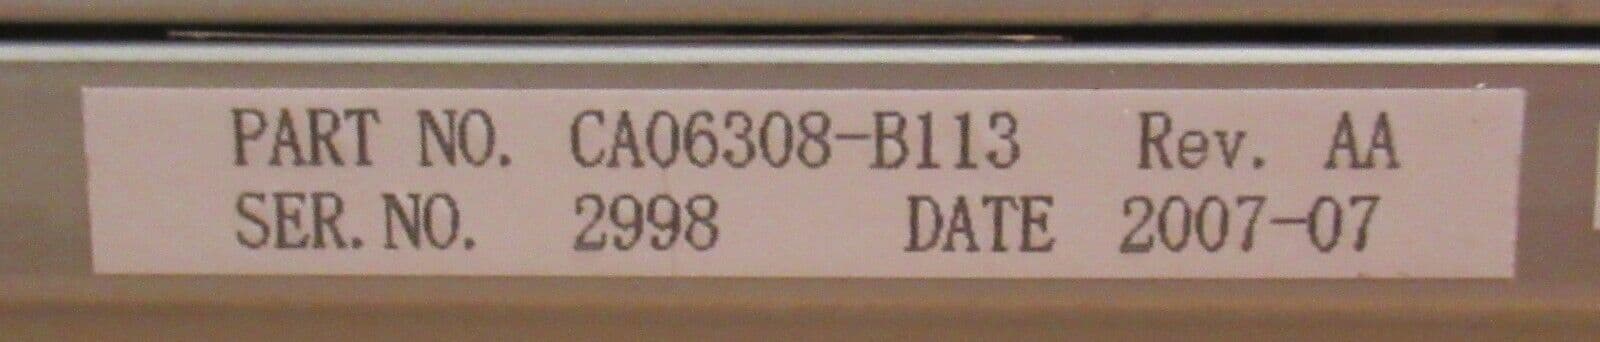 PART NO. CA06308-B113 Rev. AA
SER. NO. 2998 DATE 2007-07